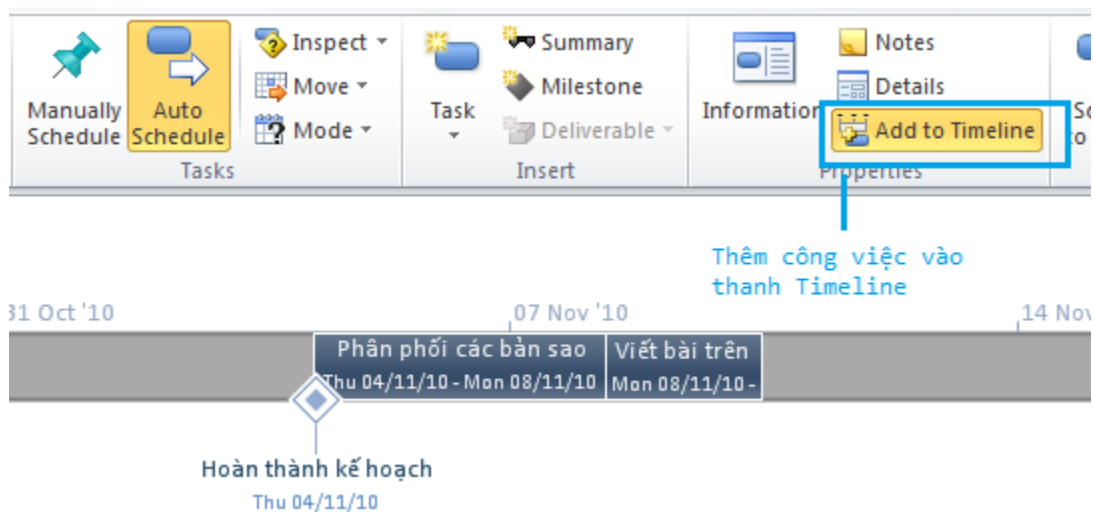 Manually
Schedule
Auto
Schedule
Inspect
Move
Mode
Tasks
Task
Summary
Milestone
Deliverable
Insert
Information
Notes
Details
Add to Timeline
Properties
Thêm công việc vào
thanh Timeline
31 Oct '10
07 Nov '10
14 Nov
Phân phối các bản sao
Thu 04/11/10 - Mon 08/11/10
Viết bài trên
Mon 08/11/10 -
Hoàn thành kế hoạch
Thu 04/11/10